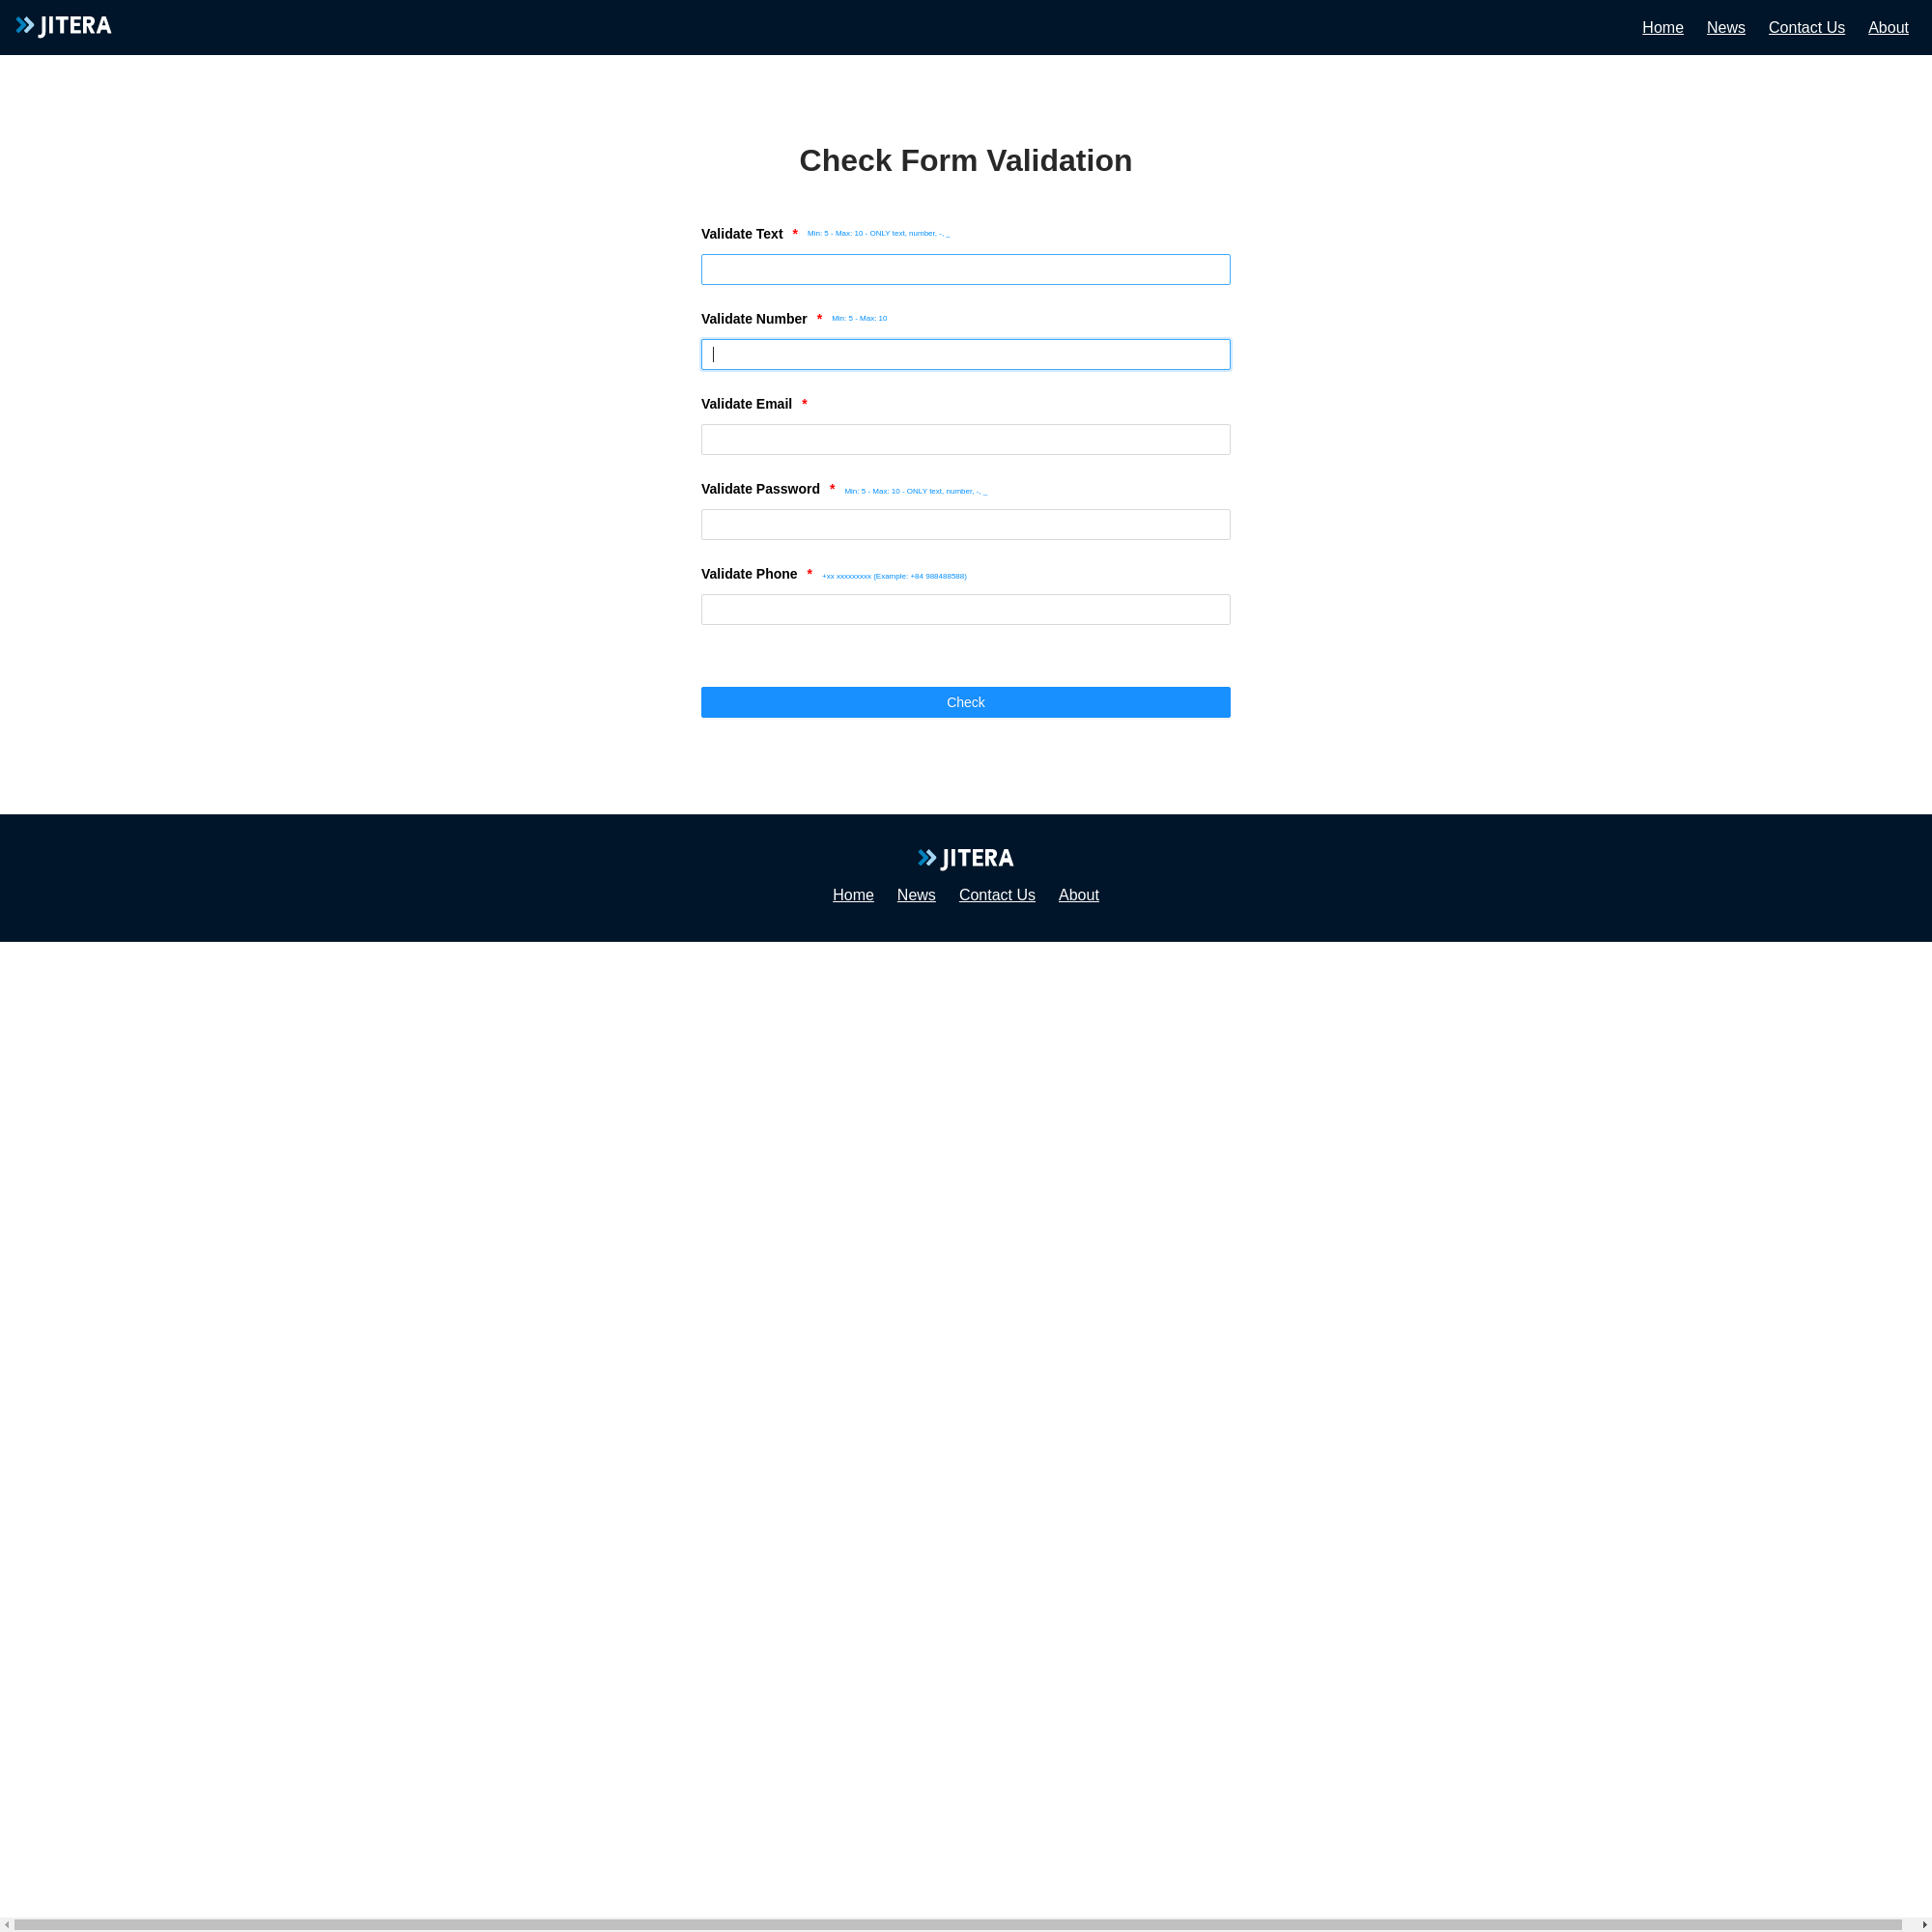 JITERA
Home News Contact Us About
Check Form Validation
Validate Text * Min: 5 - Max: 10 - ONLY text, number, -, _
Validate Number * Min: 5 - Max: 10
Validate Email *
Validate Password * Min: 5 - Max: 10 - ONLY text, number, -, _
Validate Phone * +xx xxxxxxxxx (Example: +84 988488588)
Check
JITERA
Home News Contact Us About